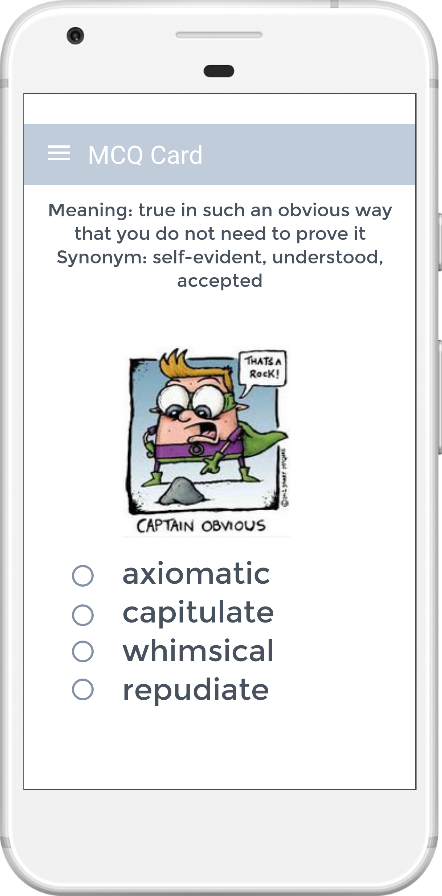 MCQ Card
Meaning: true in such an obvious way
that you do not need to prove it
Synonym: self-evident, understood,
accepted
THATS A
ROCK!
CAPTAIN OBVIOUS
axiomatic
capitulate
whimsical
repudiate